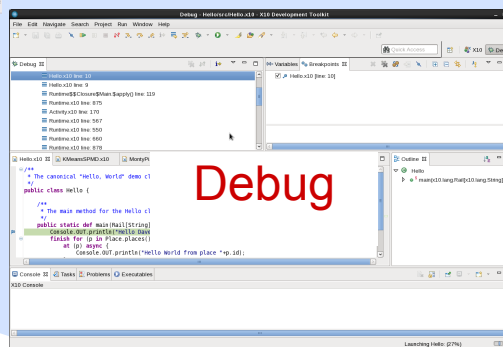 Debug - Hello/src/Hello.x10 - X10 Development Toolkit
File Edit Navigate Search Project Run Window Help
Quick Access
X10
De
Debug
Hello.x10 line: 10
Hello.x10 line: 9
Runtime$$Closure$Main.$apply() line: 119
Runtime.x10 line: 875
Activity.x10 line: 170
Runtime.x10 line: 567
Runtime.x10 line: 550
Runtime.x10 line: 660
Runtime.x10 line: 878
Variables Breakpoints
Hello.x10 [line: 10]
Hello.x10 KMeansSPMD.x10 MontyPi
/**
* The canonical "Hello, World" demo cl
*/
public class Hello {
/**
* The main method for the Hello cl
*/
public static def main(Rail[String]
Console.OUT.println("Hello Dave
finish for (p in Place.places()
at (p) async {
Console.OUT.println("Hello World from place "+p.id);
Debug
Outline
Hello
main(x10.lang.Rail[x10.lang.String]
Console Tasks Problems Executables
X10 Console
Launching Hello: (27%)